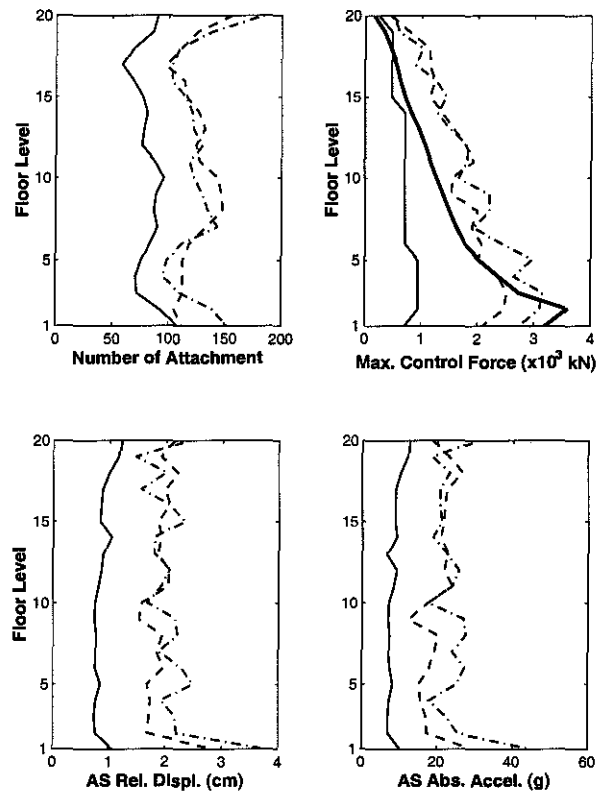 20
15
10
5
1
Floor Level
0 50 100 150 200
Number of Attachment
20
15
10
5
1
Floor Level
0 1 2 3 4
Max. Control Force (x10³ kN)
20
15
10
5
1
Floor Level
0 1 2 3 4
AS Rel. Displ. (cm)
20
15
10
5
1
0 20 40 60
AS Abs. Accel. (g)